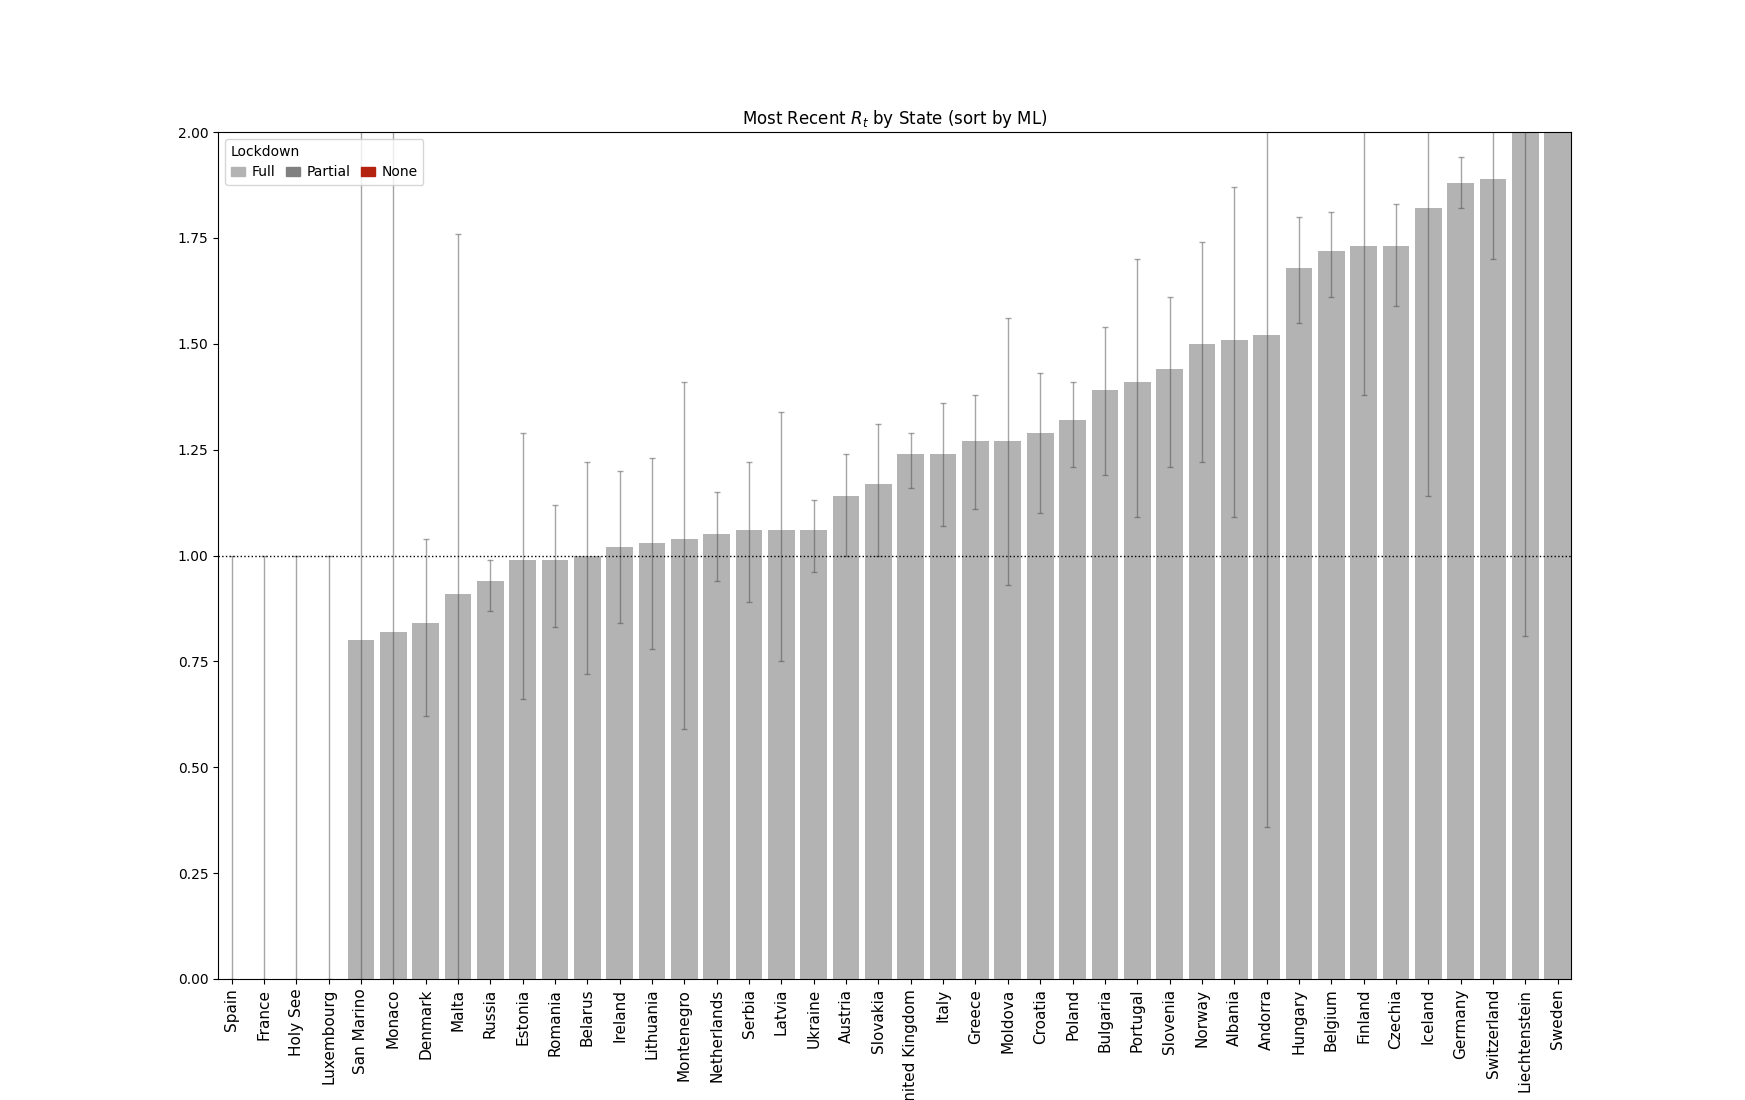 Most Recent Rt by State (sort by ML)
2.00
Lockdown
Full Partial None
1.75
1.50
1.25
1.00
0.75
0.50
0.25
0.00
Spain
France
Holy See
Luxembourg
San Marino
Monaco
Denmark
Malta
Russia
Estonia
Romania
Belarus
Ireland
Lithuania
Montenegro
Netherlands
Serbia
Latvia
Ukraine
Austria
Slovakia
nited Kingdom
Italy
Greece
Moldova
Croatia
Poland
Bulgaria
Portugal
Slovenia
Norway
Albania
Andorra
Hungary
Belgium
Finland
Czechia
Iceland
Germany
Switzerland
Liechtenstein
Sweden